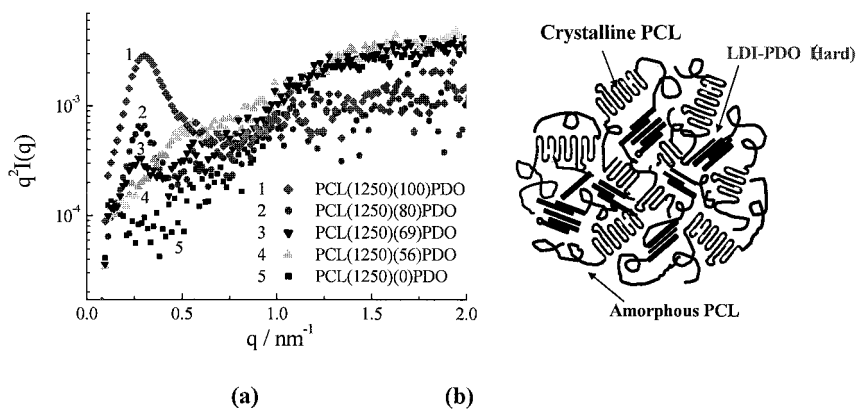 q²I(q)
10⁻³
10⁻⁴
1
2
3
4
5
1 PCL(1250)(100)PDO
2 PCL(1250)(80)PDO
3 PCL(1250)(69)PDO
4 PCL(1250)(56)PDO
5 PCL(1250)(0)PDO
0.0 0.5 1.0 1.5 2.0
q / nm⁻¹
Crystalline PCL
LDI-PDO (Hard)
Amorphous PCL
(a) (b)